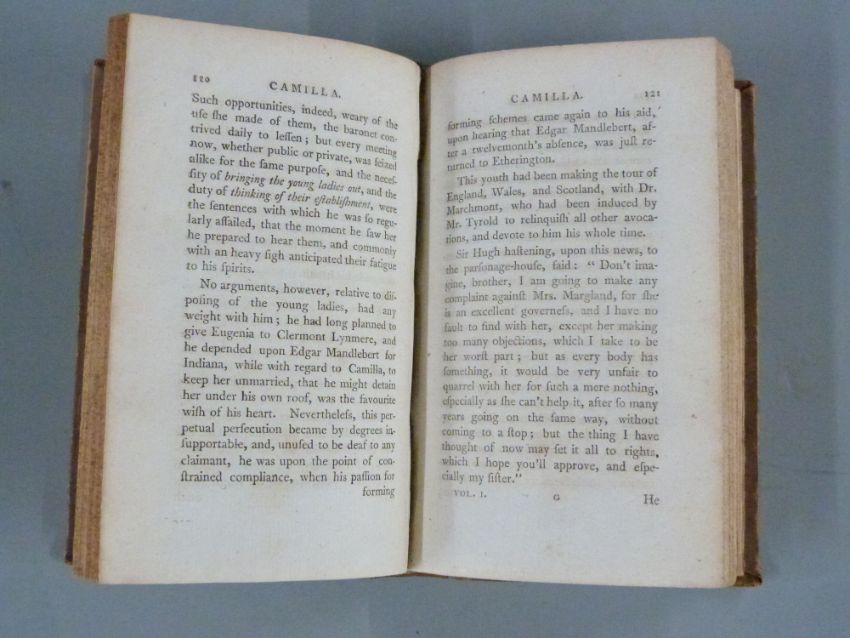 120
CAMILLA.
Such opportunities, indeed, weary of the
uſe ſhe made of them, the baronet con-
trived daily to leſſen; but every meeting
now, whether public or private, was ſeized
alike for the ſame purpoſe, and the neceſ-
ſity of bringing the young ladies out, and the
duty of thinking of their eſtabliſhment, were
the ſentences with which he was ſo regu-
larly aſſailed, that the moment he ſaw her
he prepared to hear them, and commonly
with an heavy ſigh anticipated their fatigue
to his ſpirits.
No arguments, however, relative to diſ-
poſing of the young ladies, had any
weight with him; he had long planned to
give Eugenia to Clermont Lynmere, and
he depended upon Edgar Mandlebert for
Indiana, while with regard to Camilla, to
keep her unmarried, that he might detain
her under his own roof, was the favourite
wiſh of his heart. Nevertheleſs, this per-
petual perſecution became by degrees in-
ſupportable, and, unuſed to be deaf to any
claimant, he was upon the point of con-
ſtrained compliance, when his paſſion for
forming
CAMILLA. 121
forming ſchemes came again to his aid,
upon hearing that Edgar Mandlebert, af-
ter a twelvemonth's abſence, was juſt re-
turned to Etherington.
This youth had been making the tour of
England, Wales, and Scotland, with Dr.
Marchmont, who had been induced by
Mr. Tyrold to relinquiſh all other avoca-
tions, and devote to him his whole time.
Sir Hugh haſtening, upon this news, to
the parſonage-houſe, ſaid: " Don't ima-
gine, brother, I am going to make any
complaint againſt Mrs. Margland, for ſhe
is an excellent governeſs, and I have no
fault to find with her, except her making
too many objections, which I take to be
her worſt part; but as every body has
ſomething, it would be very unfair to
quarrel with her for ſuch a mere nothing,
eſpecially as ſhe can't help it, after ſo many
years going on the ſame way, without
coming to a ſtop; but the thing I have
thought of now may ſet it all to rights,
which I hope you'll approve, and eſpe-
cially my ſiſter."
VOL. I. G He